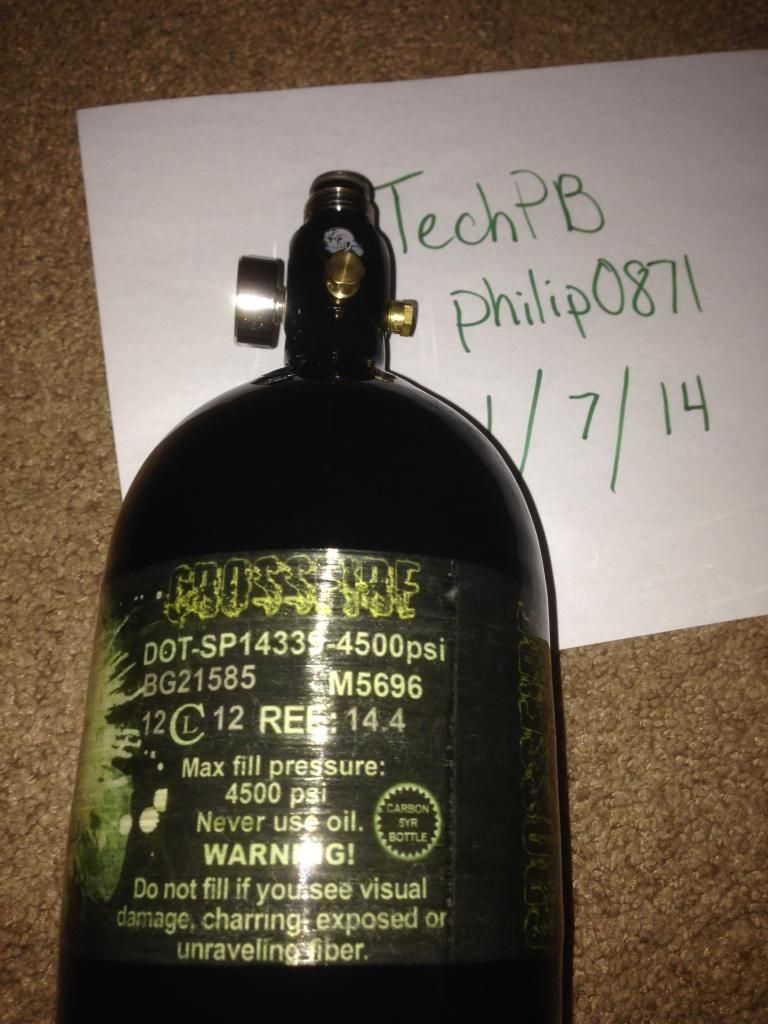 TechPB
philip0871
1/7/14
CROSSFIRE
DOT-SP14339-4500psi
BG21585 M5696
12 CL 12 REE: 14.4
Max fill pressure:
4500 psi
Never use oil.
CARBON
5YR
BOTTLE
WARNING!
Do not fill if you see visual
damage, charring, exposed or
unraveling fiber.